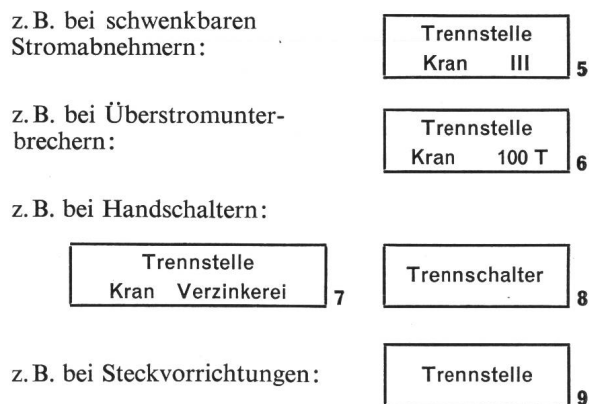 z. B. bei schwenkbaren
Stromabnehmern:
Trennstelle
Kran III
5
z. B. bei Überstromunter-
brechern:
Trennstelle
Kran 100 T
6
z. B. bei Handschaltern:
Trennstelle
Kran Verzinkerei
7
Trennschalter
8
z. B. bei Steckvorrichtungen:
Trennstelle
9